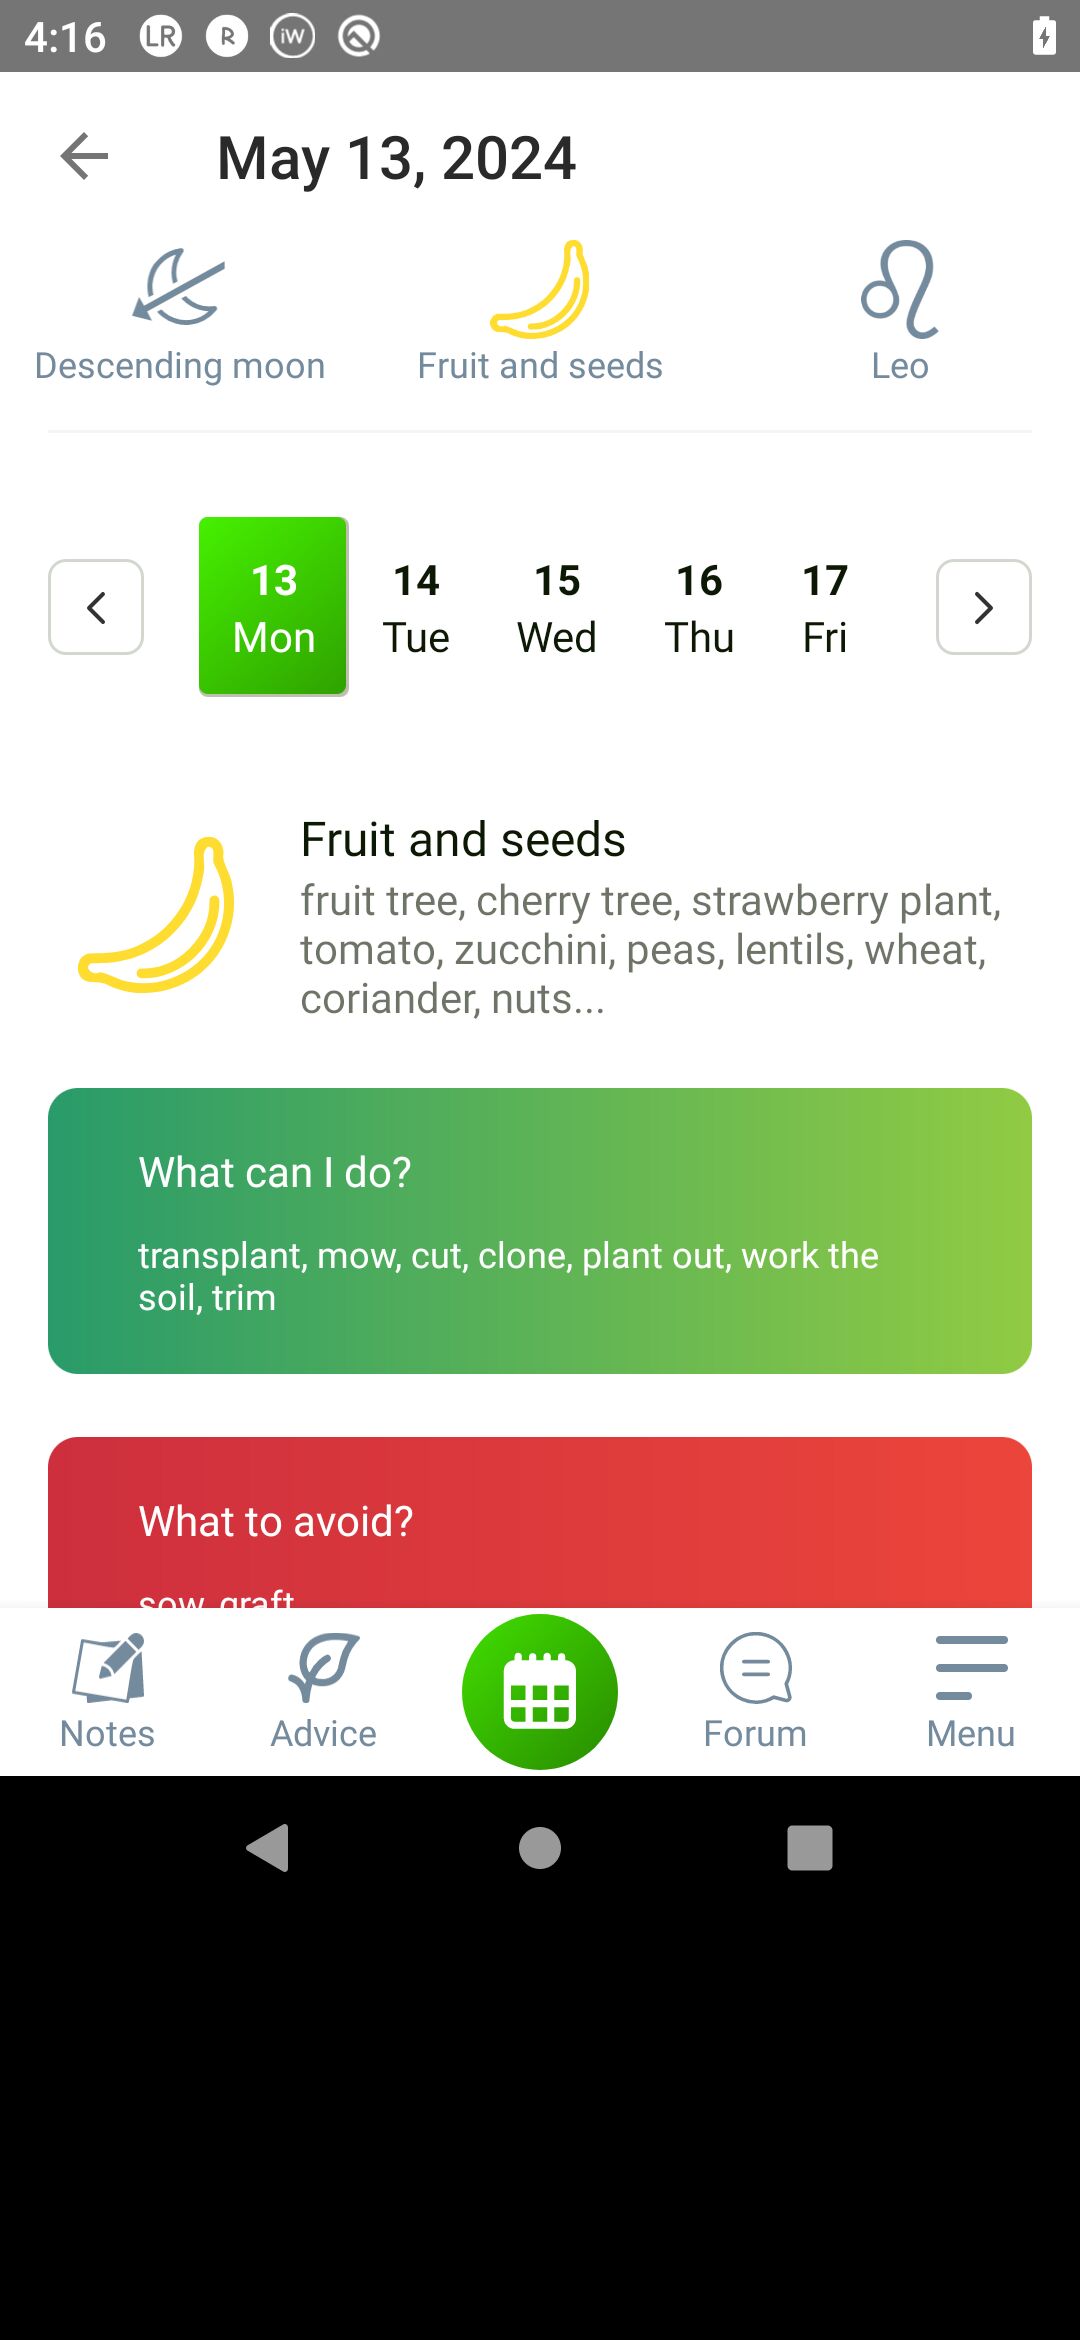 4:16 LR R iW
May 13, 2024
Descending moon
Fruit and seeds
Leo
13 14 15 16 17
Mon Tue Wed Thu Fri
Fruit and seeds
fruit tree, cherry tree, strawberry plant,
tomato, zucchini, peas, lentils, wheat,
coriander, nuts...
What can I do?
transplant, mow, cut, clone, plant out, work the
soil, trim
What to avoid?
sow, graft
Notes Advice Forum Menu